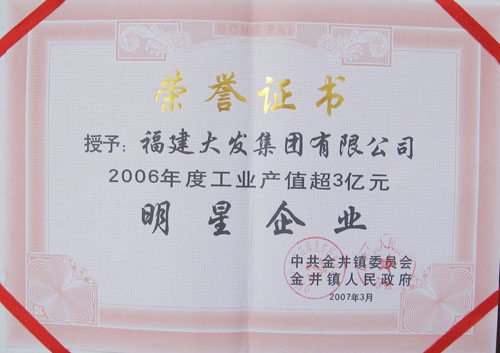 DONG PAI
荣誉证书
授予：福建大发集团有限公司
2006年度工业产值超3亿元
明星企业
中共金井镇委员会
金井镇人民政府
2007年3月